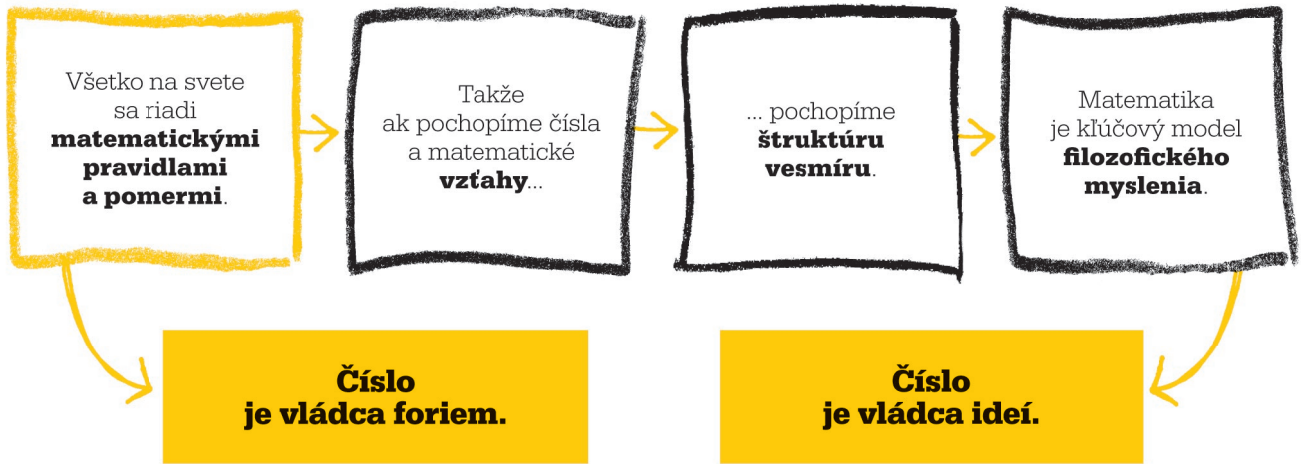 Všetko na svete
sa riadi
matematickými
pravidlami
a pomermi.
Takže
ak pochopíme čísla
a matematické
vzťahy...
... pochopíme
štruktúru
vesmíru.
Matematika
je kľúčový model
filozofického
myslenia.
Číslo
je vládca foriem.
Číslo
je vládca ideí.